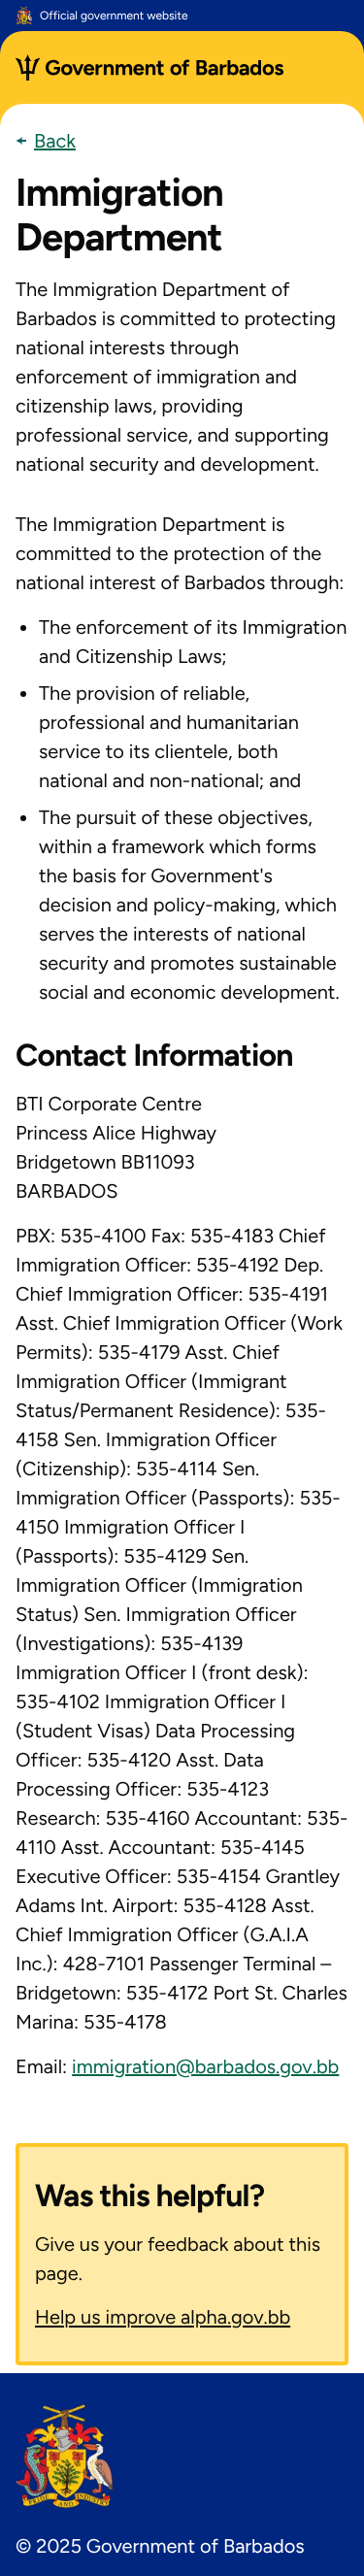 Official government website
Government of Barbados
Back
Immigration
Department
The Immigration Department of
Barbados is committed to protecting
national interests through
enforcement of immigration and
citizenship laws, providing
professional service, and supporting
national security and development.
The Immigration Department is
committed to the protection of the
national interest of Barbados through:
• The enforcement of its Immigration
and Citizenship Laws;
• The provision of reliable,
professional and humanitarian
service to its clientele, both
national and non-national; and
• The pursuit of these objectives,
within a framework which forms
the basis for Government's
decision and policy-making, which
serves the interests of national
security and promotes sustainable
social and economic development.
Contact Information
BTI Corporate Centre
Princess Alice Highway
Bridgetown BB11093
BARBADOS
PBX: 535-4100 Fax: 535-4183 Chief
Immigration Officer: 535-4192 Dep.
Chief Immigration Officer: 535-4191
Asst. Chief Immigration Officer (Work
Permits): 535-4179 Asst. Chief
Immigration Officer (Immigrant
Status/Permanent Residence): 535-
4158 Sen. Immigration Officer
(Citizenship): 535-4114 Sen.
Immigration Officer (Passports): 535-
4150 Immigration Officer I
(Passports): 535-4129 Sen.
Immigration Officer (Immigration
Status) Sen. Immigration Officer
(Investigations): 535-4139
Immigration Officer I (front desk):
535-4102 Immigration Officer I
(Student Visas) Data Processing
Officer: 535-4120 Asst. Data
Processing Officer: 535-4123
Research: 535-4160 Accountant: 535-
4110 Asst. Accountant: 535-4145
Executive Officer: 535-4154 Grantley
Adams Int. Airport: 535-4128 Asst.
Chief Immigration Officer (G.A.I.A
Inc.): 428-7101 Passenger Terminal –
Bridgetown: 535-4172 Port St. Charles
Marina: 535-4178
Email: immigration@barbados.gov.bb
Was this helpful?
Give us your feedback about this
page.
Help us improve alpha.gov.bb
PRIDE AND INDUSTRY
© 2025 Government of Barbados